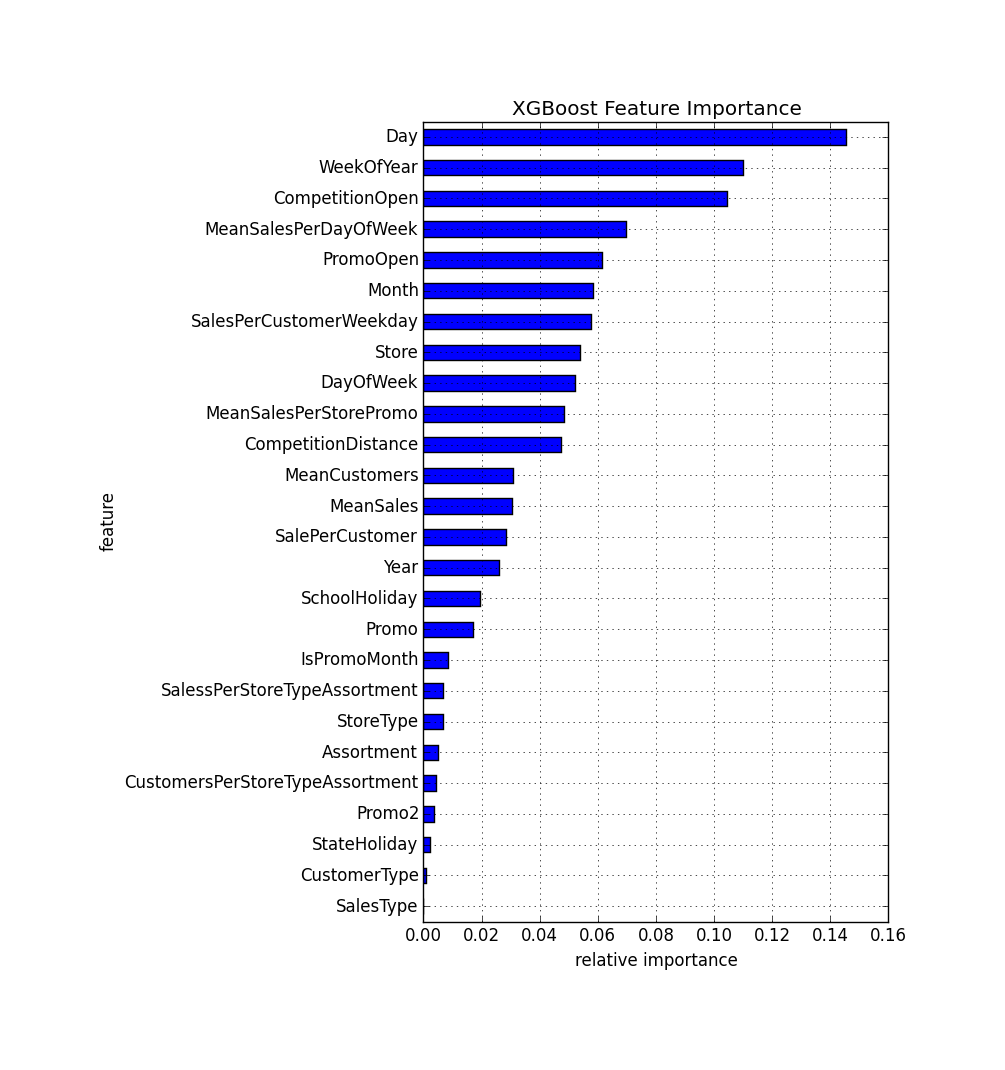 XGBoost Feature Importance
Day
WeekOfYear
CompetitionOpen
MeanSalesPerDayOfWeek
PromoOpen
Month
SalesPerCustomerWeekday
Store
DayOfWeek
MeanSalesPerStorePromo
CompetitionDistance
MeanCustomers
MeanSales
SalePerCustomer
Year
SchoolHoliday
Promo
IsPromoMonth
SalessPerStoreTypeAssortment
StoreType
Assortment
CustomersPerStoreTypeAssortment
Promo2
StateHoliday
CustomerType
SalesType
feature
0.00 0.02 0.04 0.06 0.08 0.10 0.12 0.14 0.16
relative importance